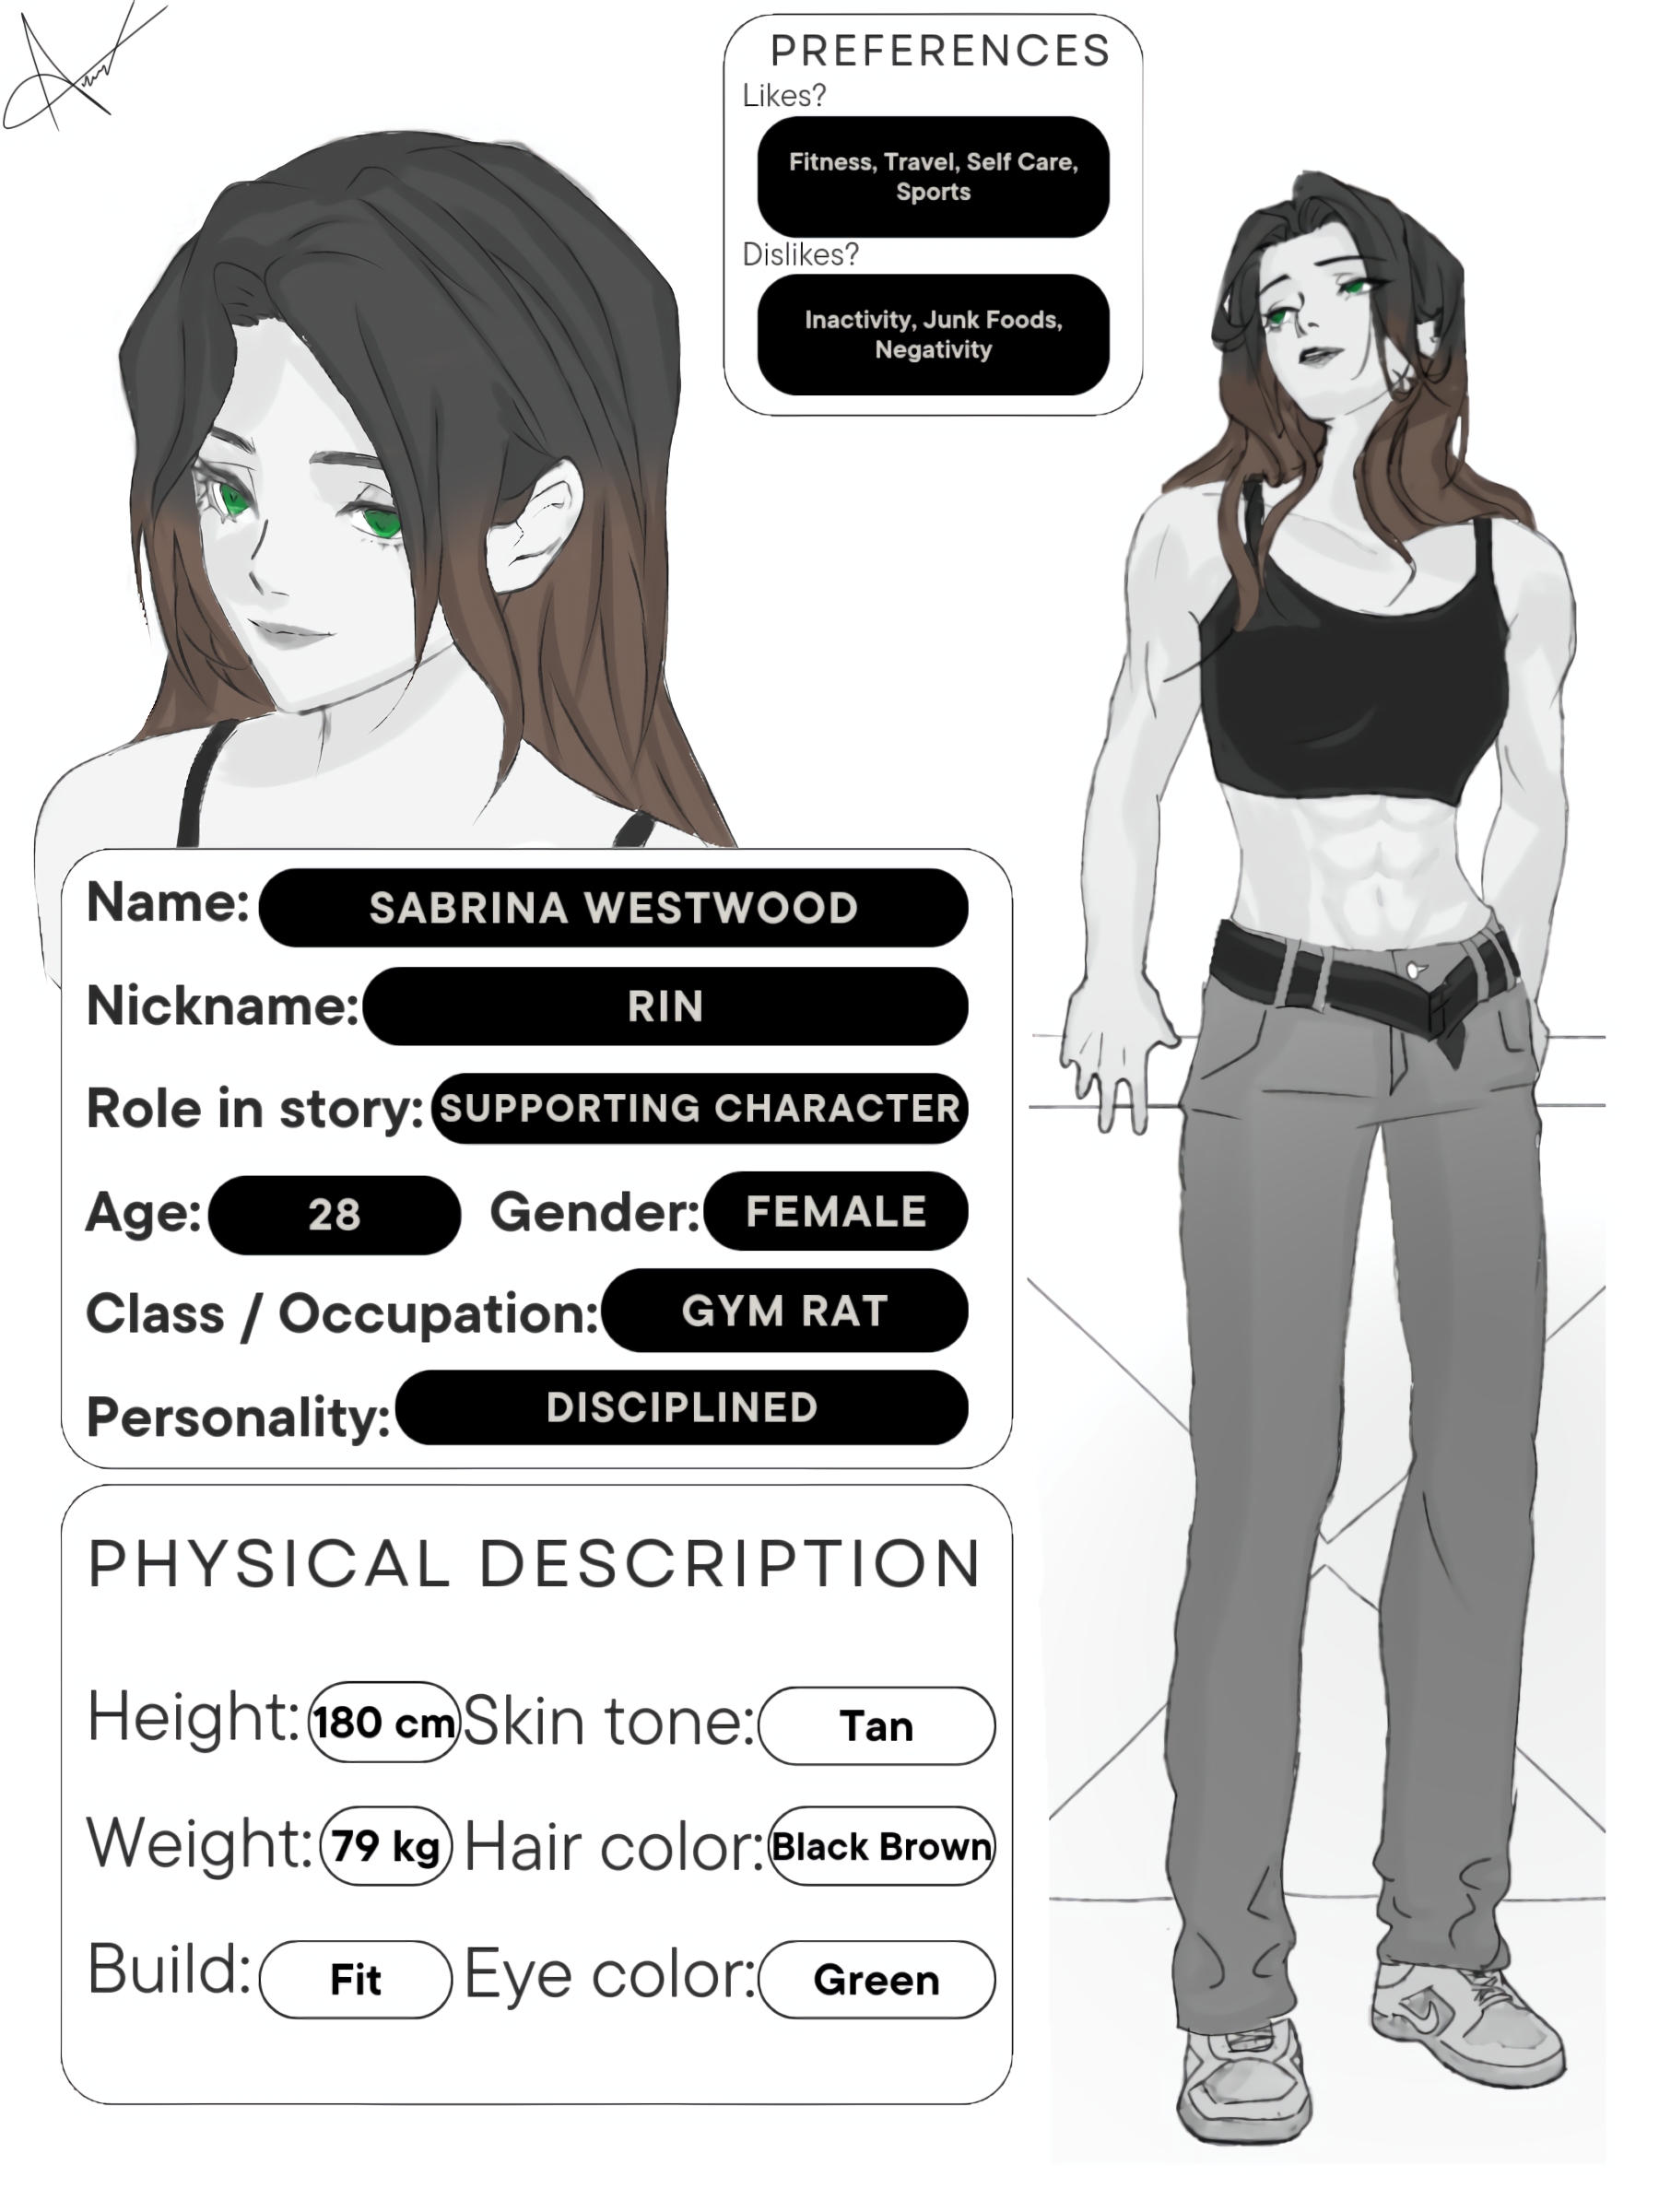 PREFERENCES
Likes?
Fitness, Travel, Self Care,
Sports
Dislikes?
Inactivity, Junk Foods,
Negativity
Name: SABRINA WESTWOOD
Nickname: RIN
Role in story: SUPPORTING CHARACTER
Age: 28 Gender: FEMALE
Class / Occupation: GYM RAT
Personality: DISCIPLINED
PHYSICAL DESCRIPTION
Height: 180 cm Skin tone: Tan
Weight: 79 kg Hair color: Black Brown
Build: Fit Eye color: Green